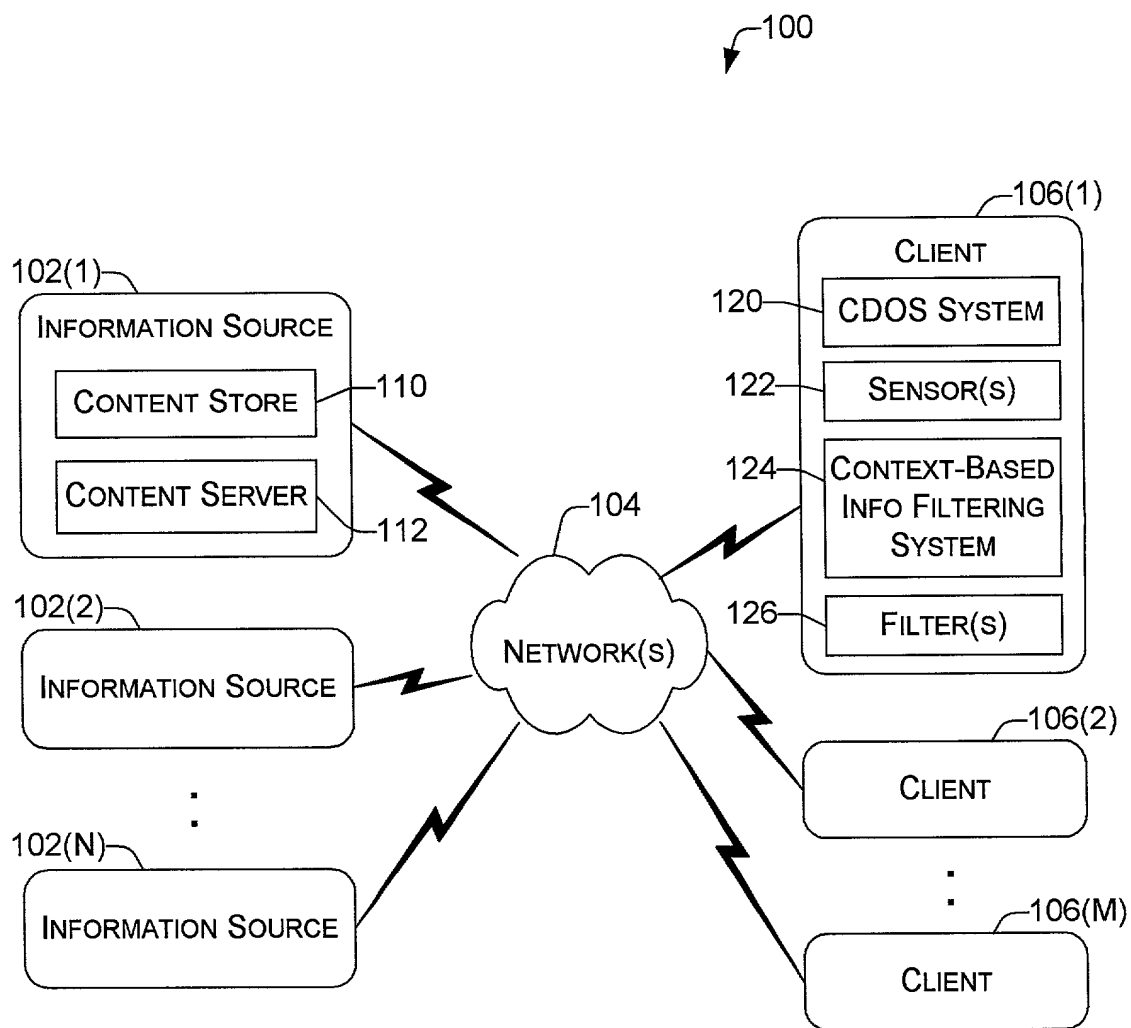 100
102(1)
INFORMATION SOURCE
CONTENT STORE
110
CONTENT SERVER
112
102(2)
INFORMATION SOURCE
102(N)
INFORMATION SOURCE
104
NETWORK(S)
106(1)
CLIENT
120
CDOS SYSTEM
122
SENSOR(S)
124
CONTEXT-BASED
INFO FILTERING
SYSTEM
126
FILTER(S)
106(2)
CLIENT
106(M)
CLIENT